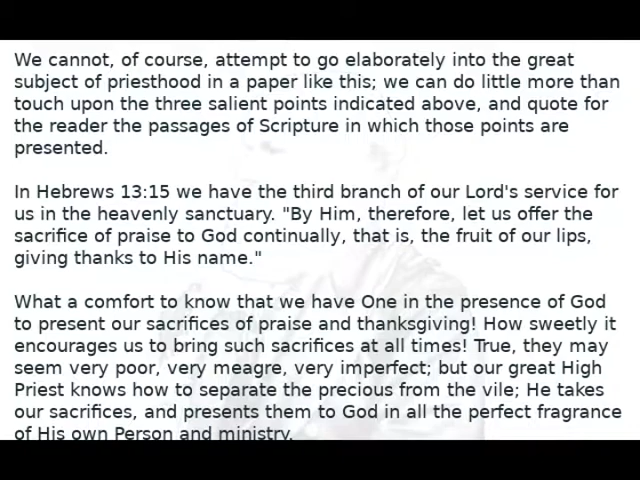 We cannot, of course, attempt to go elaborately into the great
subject of priesthood in a paper like this; we can do little more than
touch upon the three salient points indicated above, and quote for
the reader the passages of Scripture in which those points are
presented.
In Hebrews 13:15 we have the third branch of our Lord's service for
us in the heavenly sanctuary. "By Him, therefore, let us offer the
sacrifice of praise to God continually, that is, the fruit of our lips,
giving thanks to His name."
What a comfort to know that we have One in the presence of God
to present our sacrifices of praise and thanksgiving! How sweetly it
encourages us to bring such sacrifices at all times! True, they may
seem very poor, very meagre, very imperfect; but our great High
Priest knows how to separate the precious from the vile; He takes
our sacrifices, and presents them to God in all the perfect fragrance
of His own Person and ministry.